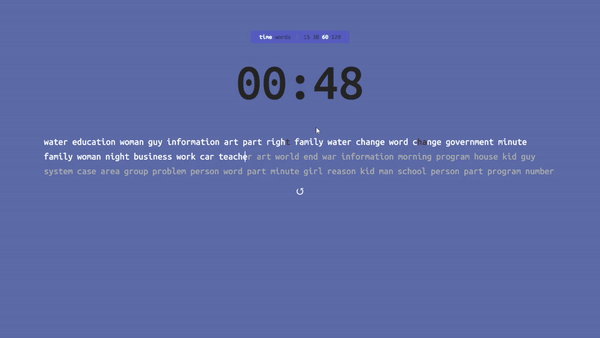 time words 15 30 60 120
00:48
water education woman guy information art part right family water change word change government minute
family woman night business work car teacher art world end war information morning program house kid guy
system case area group problem person word part minute girl reason kid man school person part program number